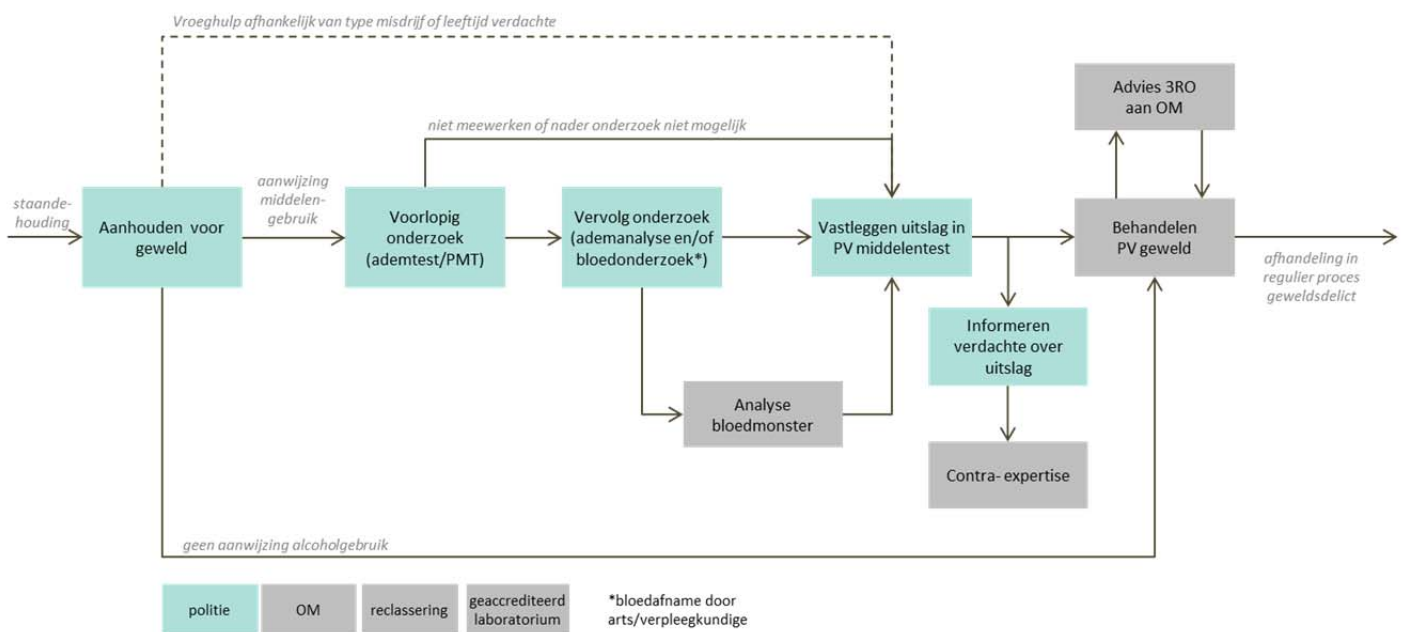 Vroeghulp afhankelijk van type misdrijf of leeftijd verdachte
Advies 3RO
aan OM
niet meewerken of nader onderzoek niet mogelijk
staande-
houding
Aanhouden voor
geweld
aanwijzing
middelen-
gebruik
Voorlopig
onderzoek
(ademtest/PMT)
Vervolg onderzoek
(ademanalyse en/of
bloedonderzoek*)
Vastleggen uitslag in
PV middelentest
Behandelen
PV geweld
afhandeling in
regulier proces
geweldsdelict
Informeren
verdachte over
uitslag
Analyse
bloedmonster
Contra- expertise
geen aanwijzing alcoholgebruik
politie
OM
reclassering
geaccrediteerd
laboratorium
*bloedafname door
arts/verpleegkundige